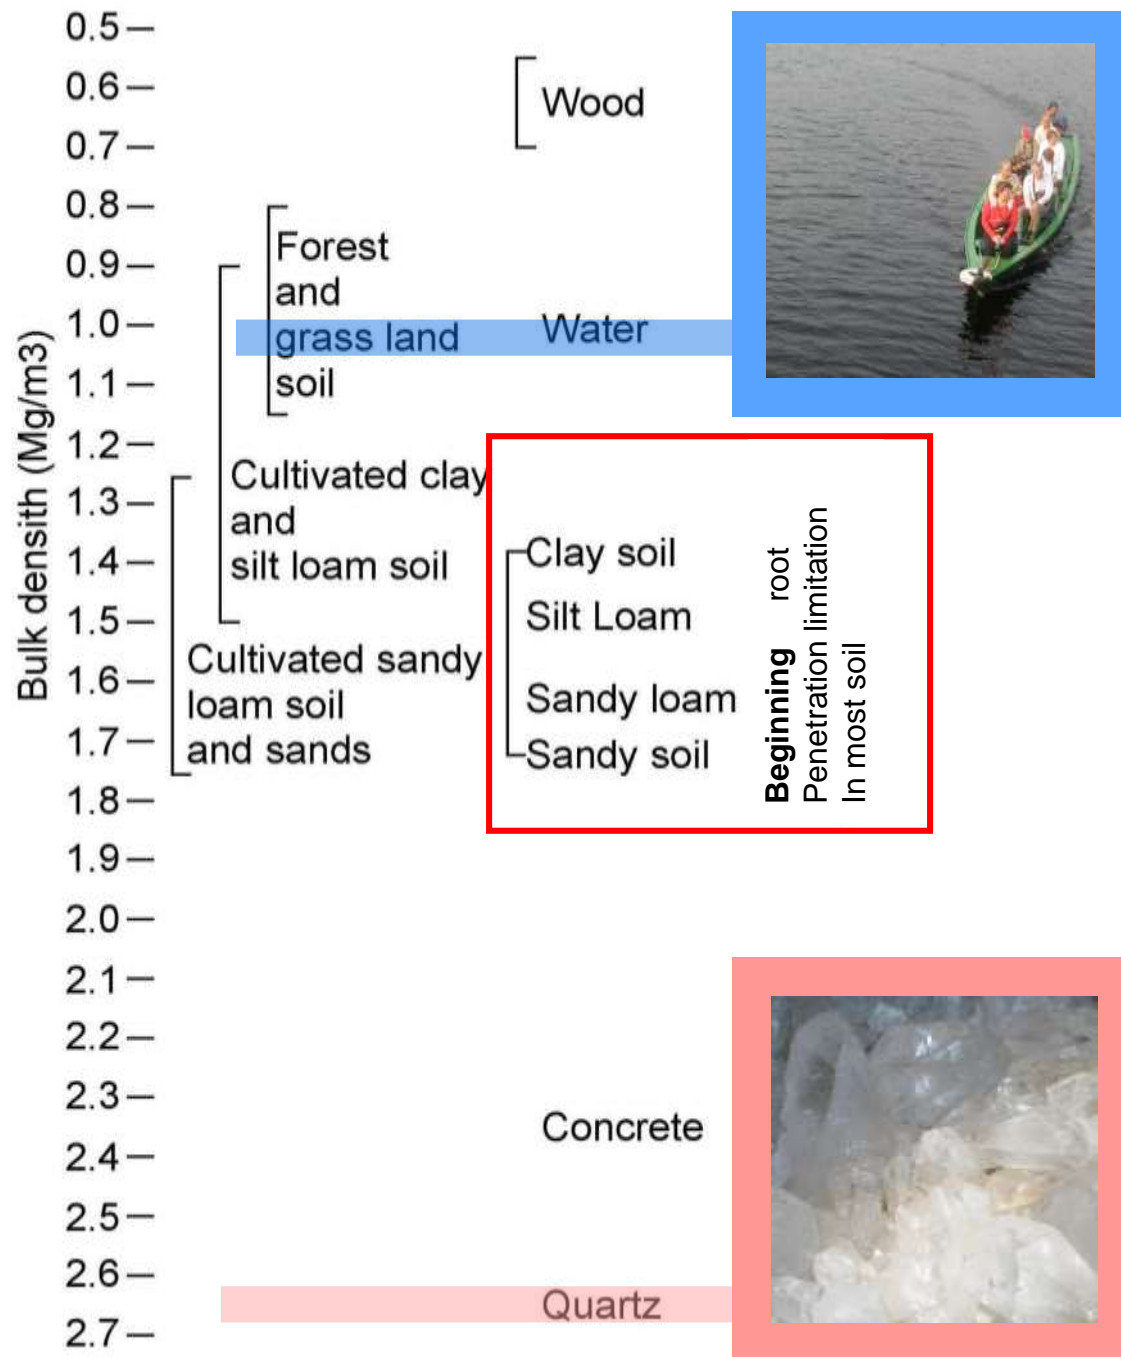 Bulk densith (Mg/m3)
0.5
0.6
0.7
0.8
0.9
1.0
1.1
1.2
1.3
1.4
1.5
1.6
1.7
1.8
1.9
2.0
2.1
2.2
2.3
2.4
2.5
2.6
2.7
Wood
Forest
and
grass land
soil
Water
Cultivated clay
and
silt loam soil
Cultivated sandy
loam soil
and sands
Clay soil
Silt Loam
Sandy loam
Sandy soil
Beginning root
Penetration limitation
In most soil
Concrete
Quartz